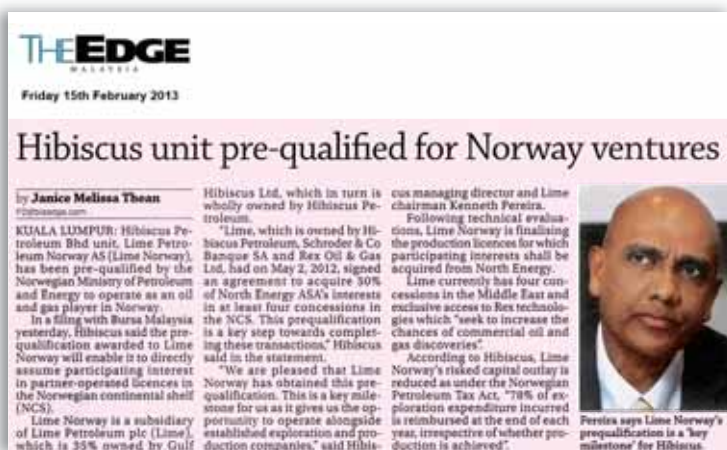 THE EDGE
MALAYSIA
Friday 15th February 2013
Hibiscus unit pre-qualified for Norway ventures
by Janice Melissa Thean
KUALA LUMPUR: Hibiscus Pe-
troleum Bhd unit, Lime Petro-
leum Norway AS (Lime Norway),
has been pre-qualified by the
Norwegian Ministry of Petroleum
and Energy to operate as an oil
and gas player in Norway.
In a filing with Bursa Malaysia
yesterday, Hibiscus said the pre-
qualification awarded to Lime
Norway will enable it to directly
assume participating interest
in partner-operated licences in
the Norwegian continental shelf
(NCS).
Lime Norway is a subsidiary
of Lime Petroleum plc (Lime),
which is 35% owned by Gulf
Hibiscus Ltd, which in turn is
wholly owned by Hibiscus Pe-
troleum.
"Lime, which is owned by Hi-
biscus Petroleum, Schroder & Co
Banque SA and Rex Oil & Gas
Ltd, had on May 2, 2012, signed
an agreement to acquire 50%
of North Energy ASA's interests
in at least four concessions in
the NCS. This prequalification
is a key step towards complet-
ing these transactions," Hibiscus
said in the statement.
"We are pleased that Lime
Norway has obtained this pre-
qualification. This is a key mile-
stone for us as it gives us the op-
portunity to operate alongside
established exploration and pro-
duction companies," said Hibis-
cus managing director and Lime
chairman Kenneth Pereira.
Following technical evalua-
tions, Lime Norway is finalising
the production licences for which
participating interests shall be
acquired from North Energy.
Lime currently has four con-
cessions in the Middle East and
exclusive access to Rex technolo-
gies which "seek to increase the
chances of commercial oil and
gas discoveries".
According to Hibiscus, Lime
Norway's risked capital outlay is
reduced as under the Norwegian
Petroleum Tax Act, "78% of ex-
ploration expenditure incurred
is reimbursed at the end of each
year, irrespective of whether pro-
duction is achieved".
Pereira says Lime Norway's
prequalification is a 'key
milestone' for Hibiscus.